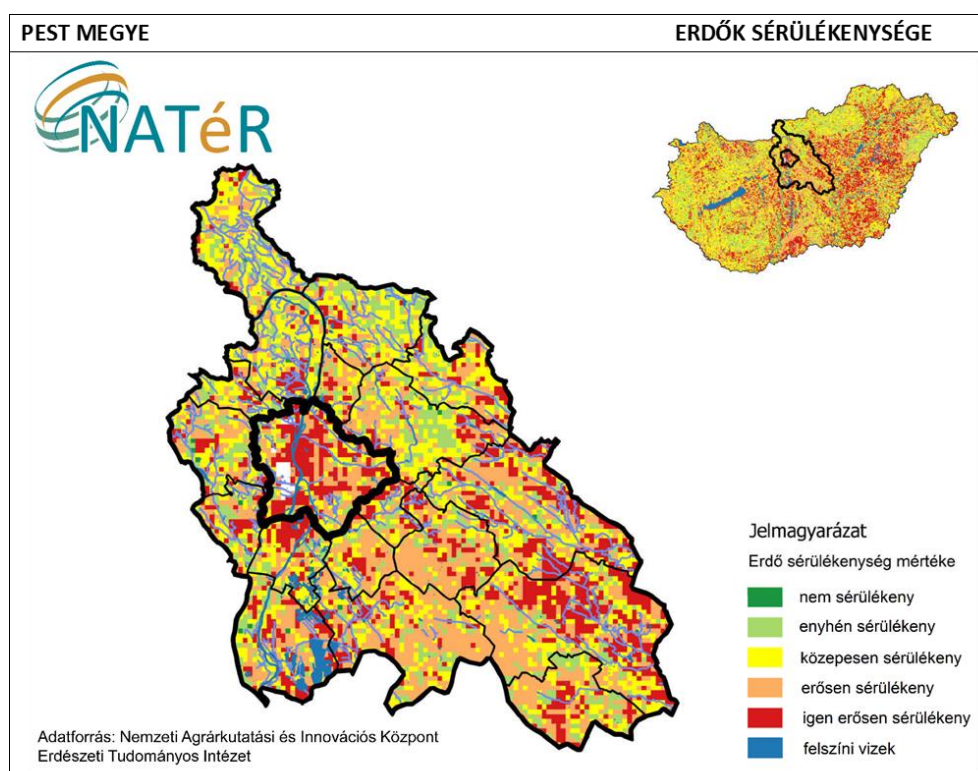 PEST MEGYE
ERDŐK SÉRÜLÉKENYSÉGE
NATéR
Jelmagyarázat
Erdő sérülékenység mértéke
nem sérülékeny
enyhén sérülékeny
közepesen sérülékeny
erősen sérülékeny
igen erősen sérülékeny
felszíni vizek
Adatforrás: Nemzeti Agrárkutatási és Innovációs Központ
Erdészeti Tudományos Intézet